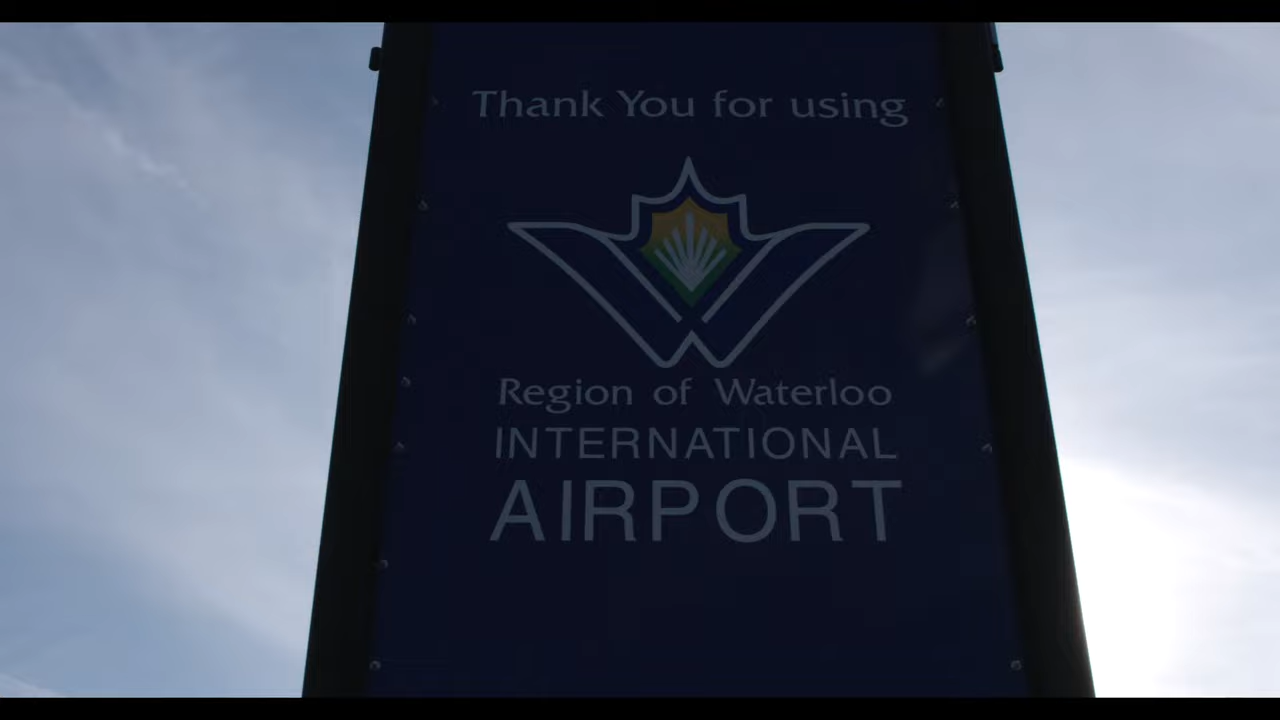 Thank You for using
Region of Waterloo
INTERNATIONAL
AIRPORT